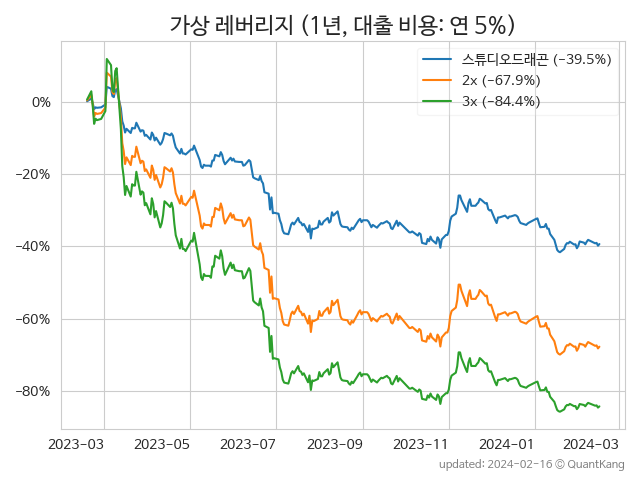 가상 레버리지 (1년, 대출 비용: 연 5%)
스튜디오드래곤 (−39.5%)
2x (−67.9%)
3x (−84.4%)
0%
−20%
−40%
−60%
−80%
2023−03 2023−05 2023−07 2023−09 2023−11 2024−01 2024−03
updated: 2024-02-16 © QuantKang